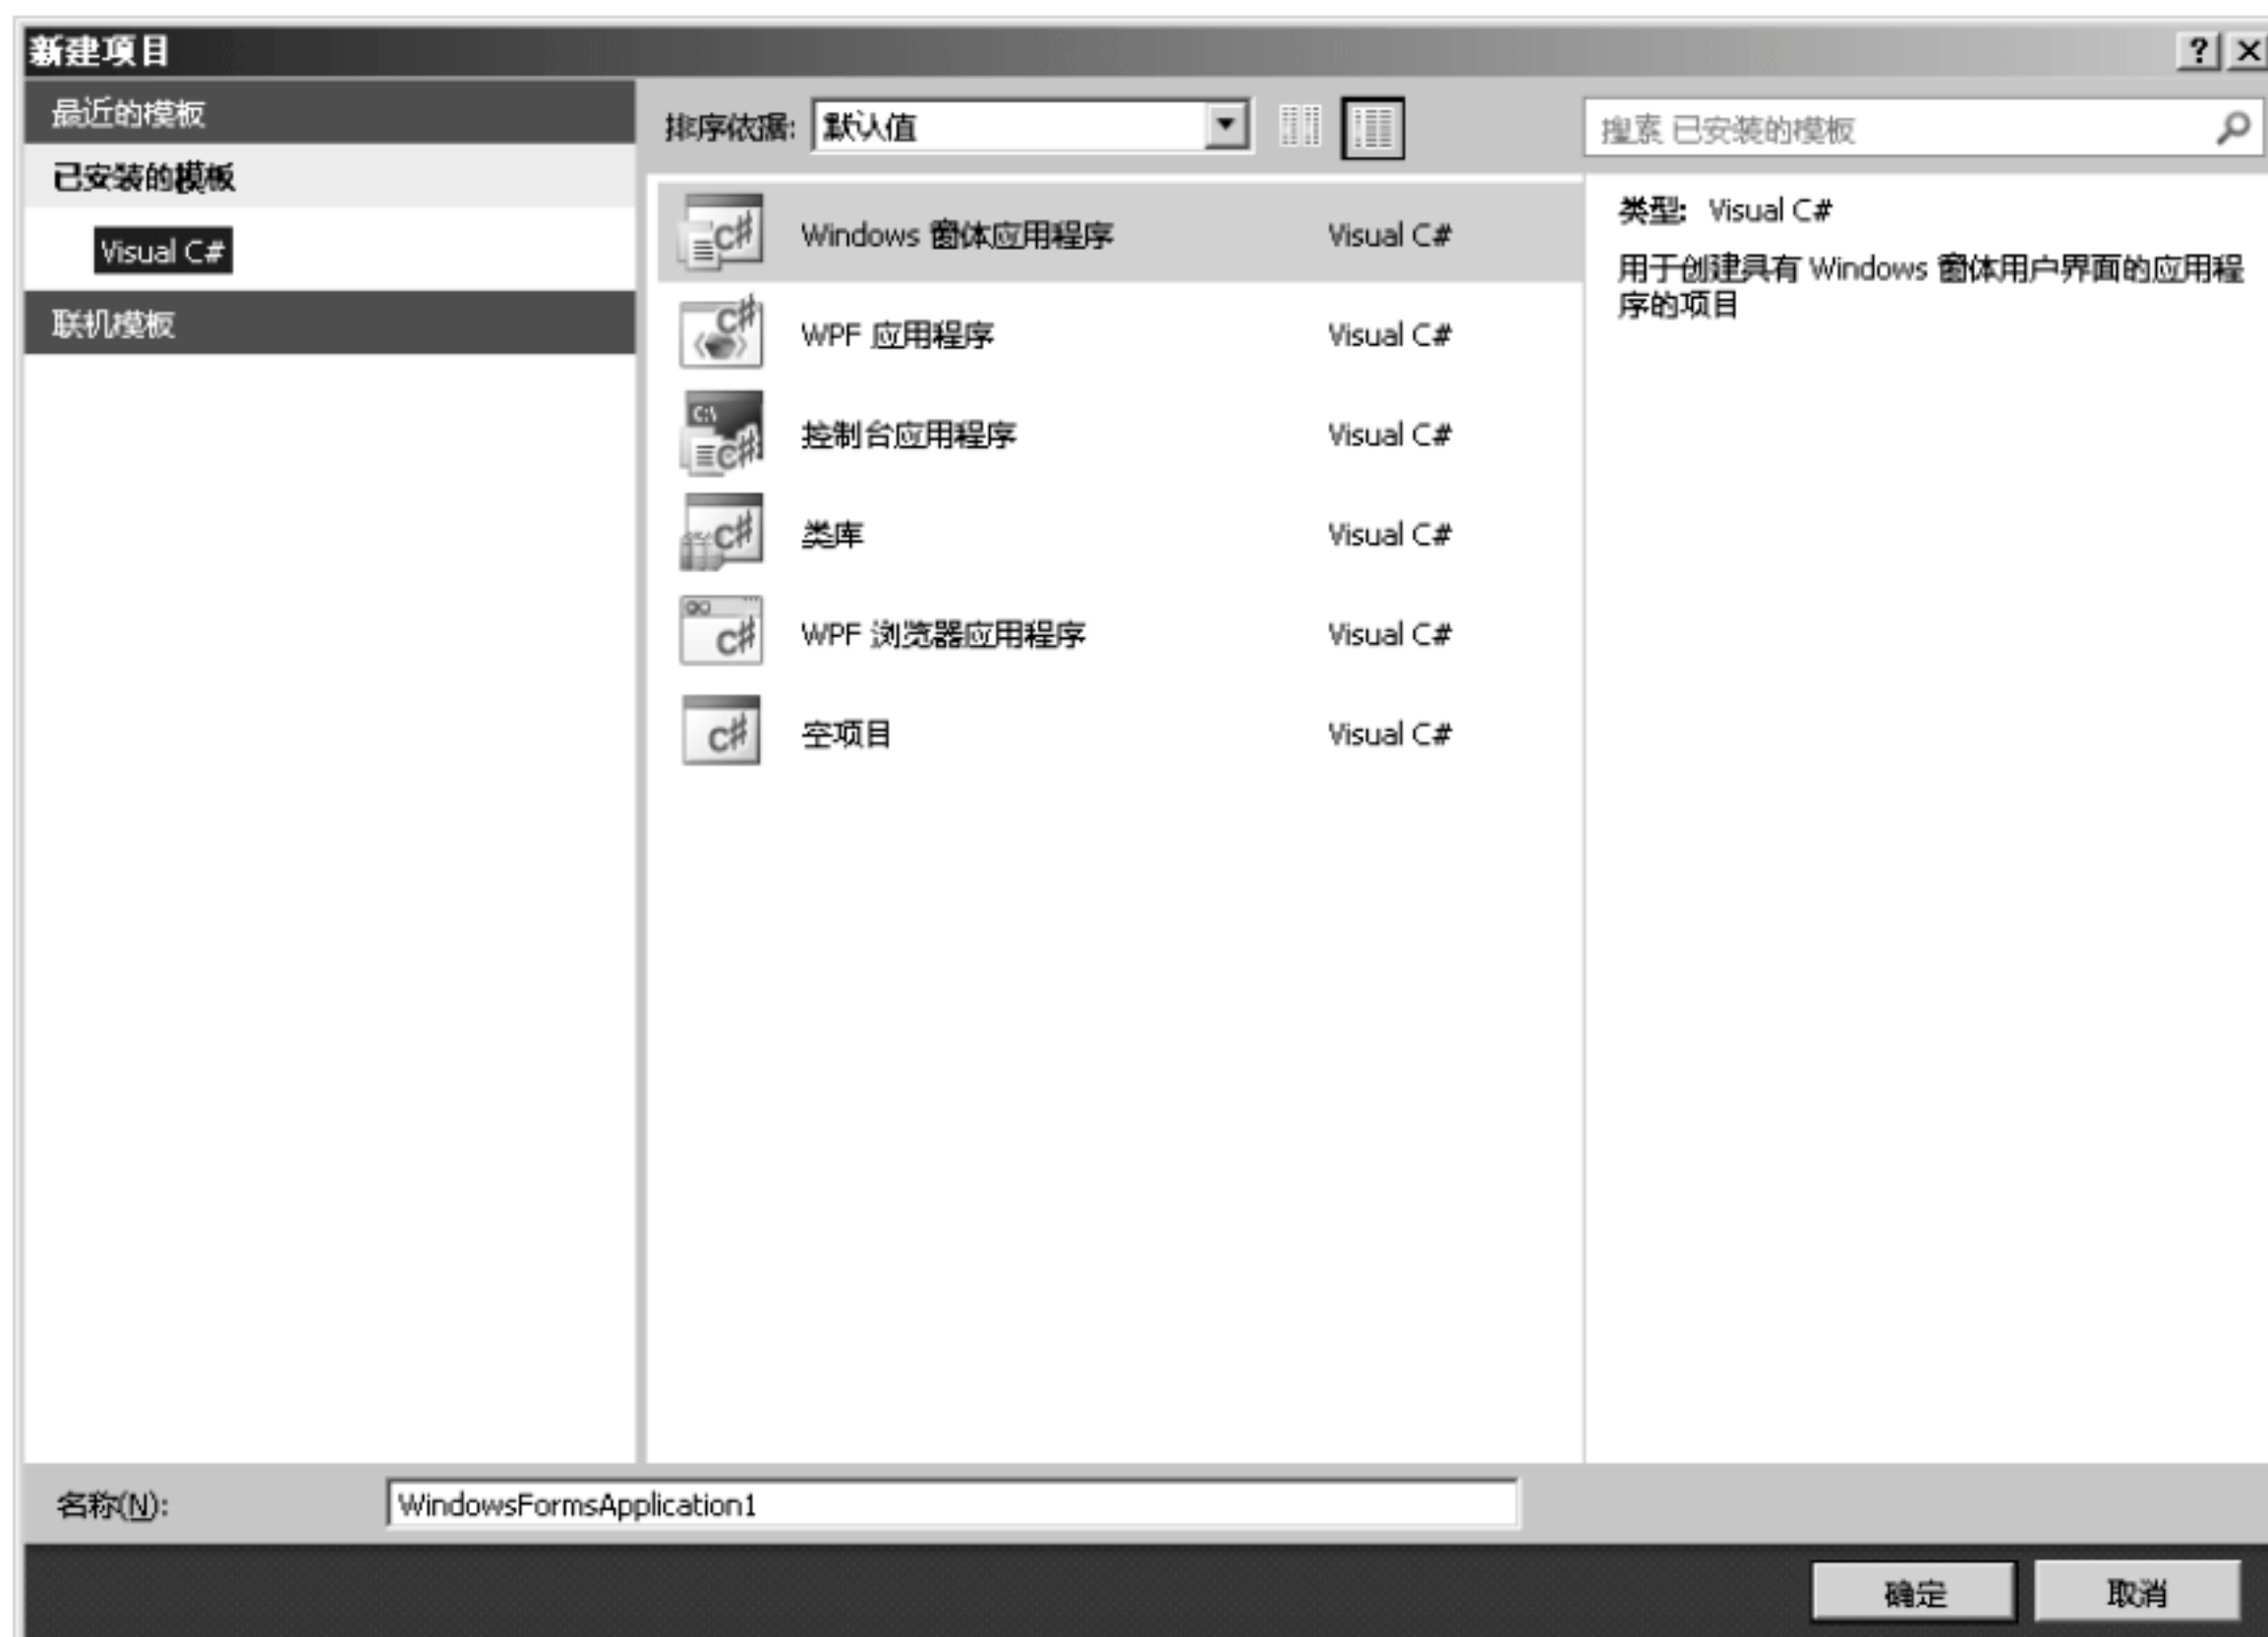 新建项目
最近的模板
已安装的模板
Visual C#
联机模板
排序依据: 默认值
搜索 已安装的模板
Windows 窗体应用程序 Visual C#
WPF 应用程序 Visual C#
控制台应用程序 Visual C#
类库 Visual C#
WPF 浏览器应用程序 Visual C#
空项目 Visual C#
类型: Visual C#
用于创建具有 Windows 窗体用户界面的应用程
序的项目
名称(N): WindowsFormsApplication1
确定 取消